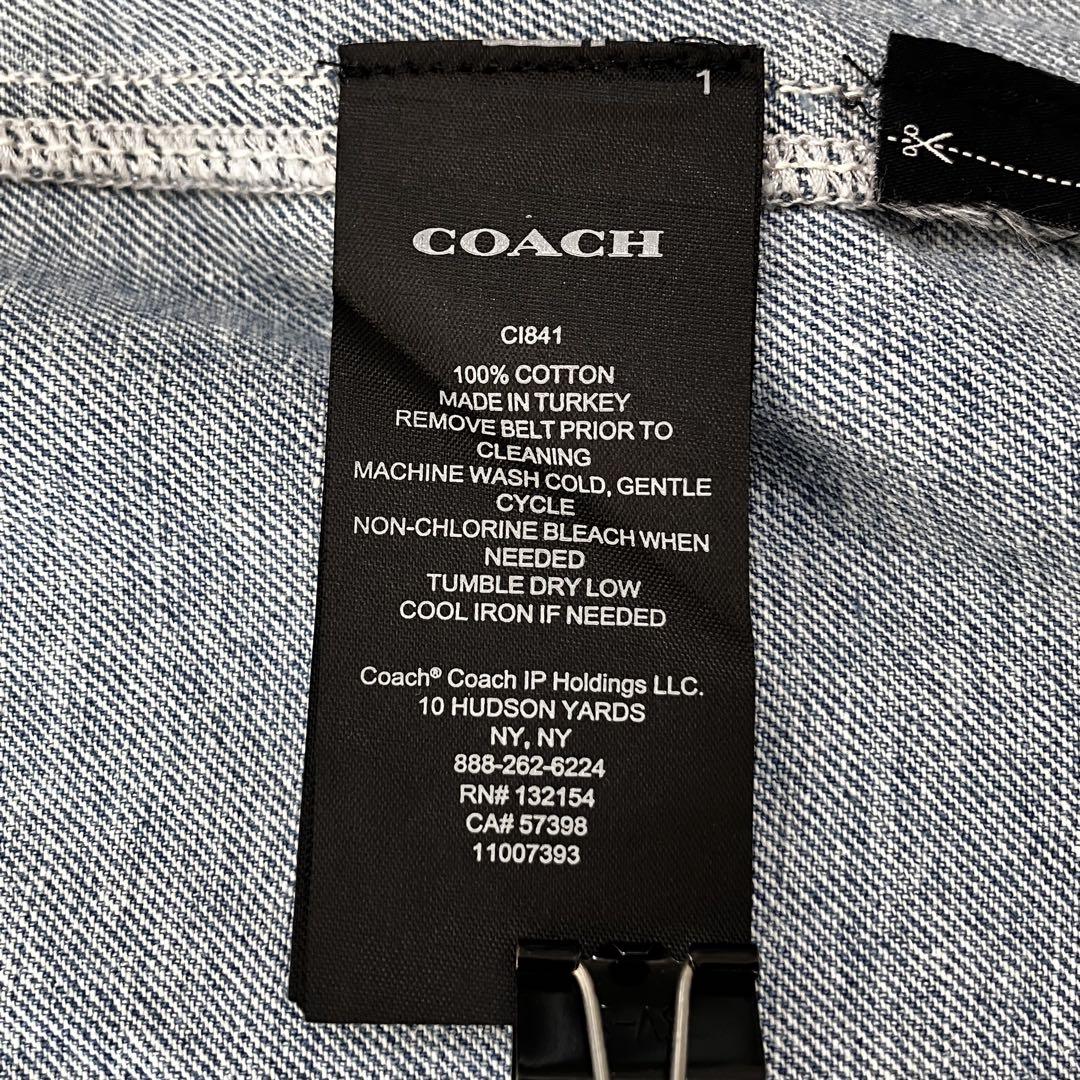 1
COACH
CI841
100% COTTON
MADE IN TURKEY
REMOVE BELT PRIOR TO
CLEANING
MACHINE WASH COLD, GENTLE
CYCLE
NON-CHLORINE BLEACH WHEN
NEEDED
TUMBLE DRY LOW
COOL IRON IF NEEDED
Coach® Coach IP Holdings LLC.
10 HUDSON YARDS
NY, NY
888-262-6224
RN# 132154
CA# 57398
11007393